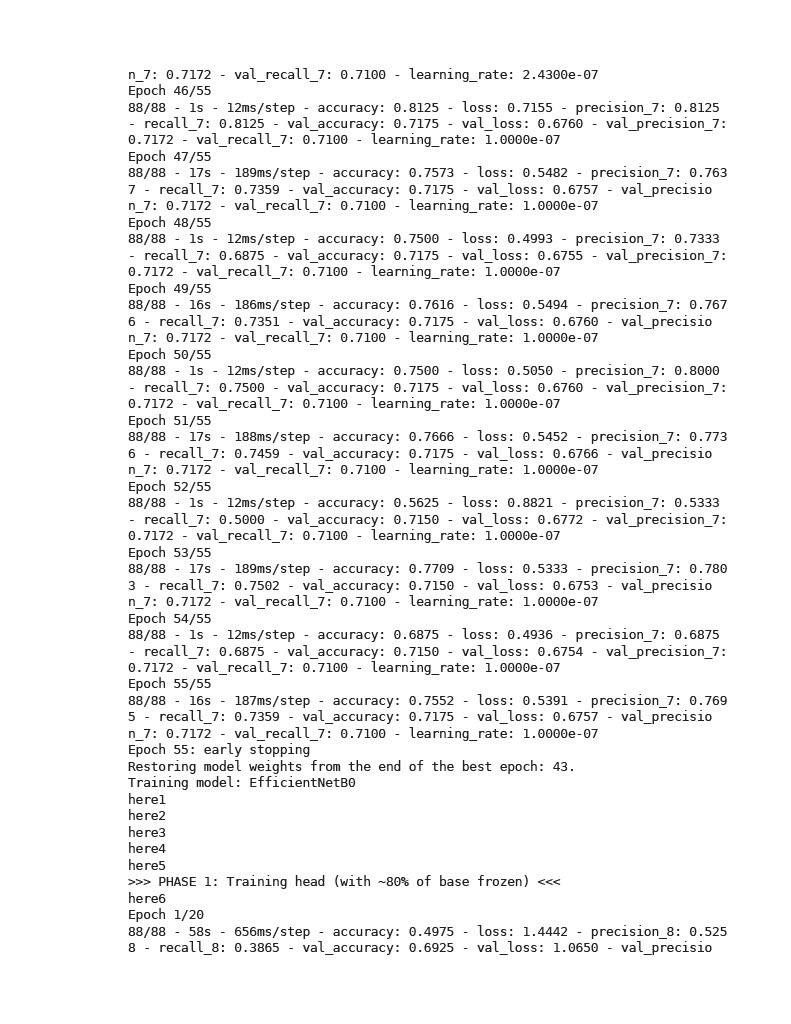 n_7: 0.7172 - val_recall_7: 0.7100 - learning_rate: 2.4300e-07
Epoch 46/55
88/88 - 1s - 12ms/step - accuracy: 0.8125 - loss: 0.7155 - precision_7: 0.8125
- recall_7: 0.8125 - val_accuracy: 0.7175 - val_loss: 0.6760 - val_precision_7:
0.7172 - val_recall_7: 0.7100 - learning_rate: 1.0000e-07
Epoch 47/55
88/88 - 17s - 189ms/step - accuracy: 0.7573 - loss: 0.5482 - precision_7: 0.763
7 - recall_7: 0.7359 - val_accuracy: 0.7175 - val_loss: 0.6757 - val_precisio
n_7: 0.7172 - val_recall_7: 0.7100 - learning_rate: 1.0000e-07
Epoch 48/55
88/88 - 1s - 12ms/step - accuracy: 0.7500 - loss: 0.4993 - precision_7: 0.7333
- recall_7: 0.6875 - val_accuracy: 0.7175 - val_loss: 0.6755 - val_precision_7:
0.7172 - val_recall_7: 0.7100 - learning_rate: 1.0000e-07
Epoch 49/55
88/88 - 16s - 186ms/step - accuracy: 0.7616 - loss: 0.5494 - precision_7: 0.767
6 - recall_7: 0.7351 - val_accuracy: 0.7175 - val_loss: 0.6760 - val_precisio
n_7: 0.7172 - val_recall_7: 0.7100 - learning_rate: 1.0000e-07
Epoch 50/55
88/88 - 1s - 12ms/step - accuracy: 0.7500 - loss: 0.5050 - precision_7: 0.8000
- recall_7: 0.7500 - val_accuracy: 0.7175 - val_loss: 0.6760 - val_precision_7:
0.7172 - val_recall_7: 0.7100 - learning_rate: 1.0000e-07
Epoch 51/55
88/88 - 17s - 188ms/step - accuracy: 0.7666 - loss: 0.5452 - precision_7: 0.773
6 - recall_7: 0.7459 - val_accuracy: 0.7175 - val_loss: 0.6766 - val_precisio
n_7: 0.7172 - val_recall_7: 0.7100 - learning_rate: 1.0000e-07
Epoch 52/55
88/88 - 1s - 12ms/step - accuracy: 0.5625 - loss: 0.8821 - precision_7: 0.5333
- recall_7: 0.5000 - val_accuracy: 0.7150 - val_loss: 0.6772 - val_precision_7:
0.7172 - val_recall_7: 0.7100 - learning_rate: 1.0000e-07
Epoch 53/55
88/88 - 17s - 189ms/step - accuracy: 0.7709 - loss: 0.5333 - precision_7: 0.780
3 - recall_7: 0.7502 - val_accuracy: 0.7150 - val_loss: 0.6753 - val_precisio
n_7: 0.7172 - val_recall_7: 0.7100 - learning_rate: 1.0000e-07
Epoch 54/55
88/88 - 1s - 12ms/step - accuracy: 0.6875 - loss: 0.4936 - precision_7: 0.6875
- recall_7: 0.6875 - val_accuracy: 0.7150 - val_loss: 0.6754 - val_precision_7:
0.7172 - val_recall_7: 0.7100 - learning_rate: 1.0000e-07
Epoch 55/55
88/88 - 16s - 187ms/step - accuracy: 0.7552 - loss: 0.5391 - precision_7: 0.769
5 - recall_7: 0.7359 - val_accuracy: 0.7175 - val_loss: 0.6757 - val_precisio
n_7: 0.7172 - val_recall_7: 0.7100 - learning_rate: 1.0000e-07
Epoch 55: early stopping
Restoring model weights from the end of the best epoch: 43.
Training model: EfficientNetB0
here1
here2
here3
here4
here5
>>> PHASE 1: Training head (with ~80% of base frozen) <<<
here6
Epoch 1/20
88/88 - 58s - 656ms/step - accuracy: 0.4975 - loss: 1.4442 - precision_8: 0.525
8 - recall_8: 0.3865 - val_accuracy: 0.6925 - val_loss: 1.0650 - val_precisio